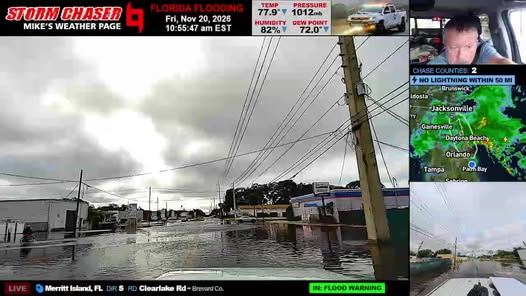 STORM CHASER
MIKE'S WEATHER PAGE
FLORIDA FLOODING
Fri, Nov 20, 2026
10:55:47 am EST
TEMP
77.9°
PRESSURE
1012mb
HUMIDITY
82%
DEW POINT
72.0°
CHASE COUNTIES: 2
NO LIGHTNING WITHIN 50 MI
Brunswick
Valdosta
Jacksonville
Gainesville
Daytona Beach
Orlando
Tampa
Palm Bay
Sebring
LIVE
Merritt Island, FL DIR S RD Clearlake Rd - Brevard Co.
IN: FLOOD WARNING